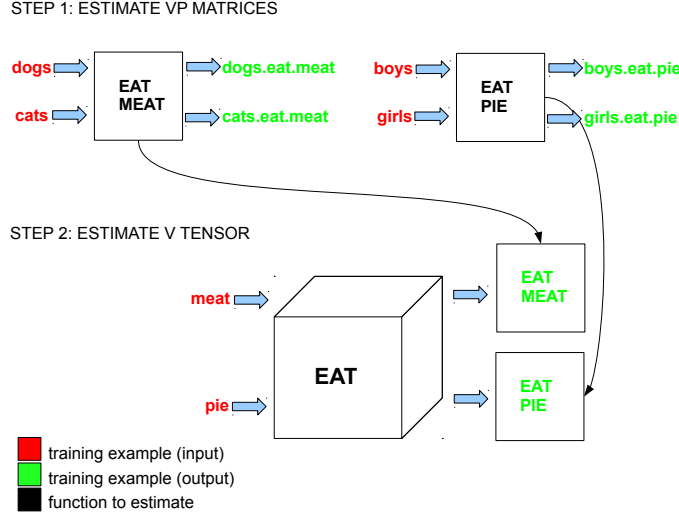 STEP 1: ESTIMATE VP MATRICES
dogs
EAT
MEAT
dogs.eat.meat
cats
cats.eat.meat
boys
EAT
PIE
boys.eat.pie
girls
girls.eat.pie
STEP 2: ESTIMATE V TENSOR
meat
EAT
MEAT
EAT
pie
EAT
PIE
training example (input)
training example (output)
function to estimate